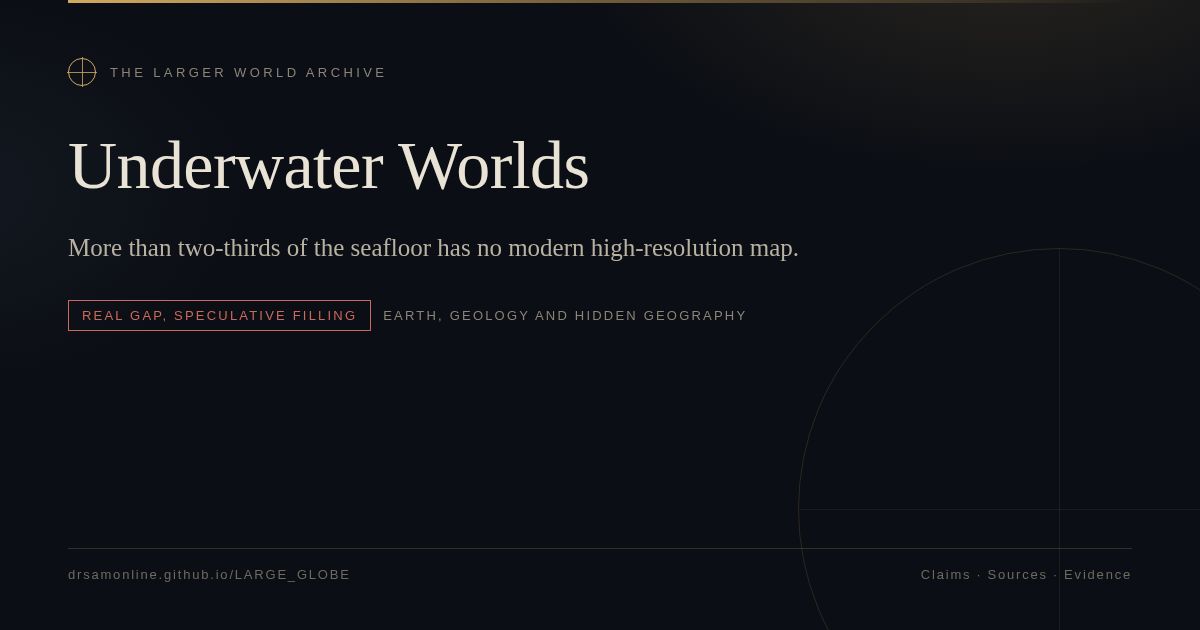 THE LARGER WORLD ARCHIVE
Underwater Worlds
More than two-thirds of the seafloor has no modern high-resolution map.
REAL GAP, SPECULATIVE FILLING EARTH, GEOLOGY AND HIDDEN GEOGRAPHY
drsamonline.github.io/LARGE_GLOBE Claims · Sources · Evidence